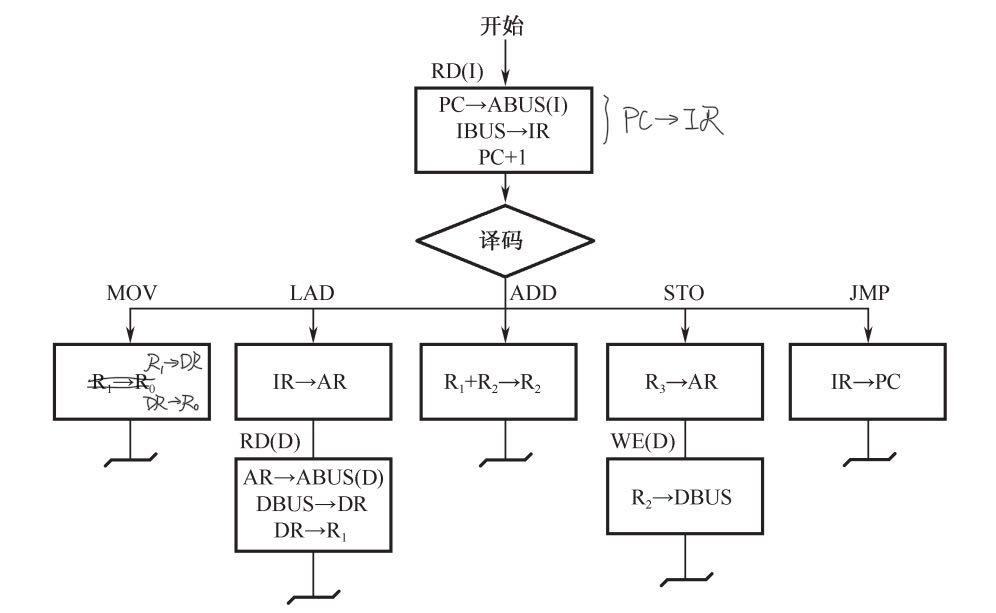 开始
RD(I)
PC→ABUS(I)
IBUS→IR
PC+1
PC→IR
译码
MOV
LAD
ADD
STO
JMP
R₁→DR
R₁→R₀
DR→R₀
IR→AR
R₁+R₂→R₂
R₃→AR
IR→PC
RD(D)
AR→ABUS(D)
DBUS→DR
DR→R₁
WE(D)
R₂→DBUS